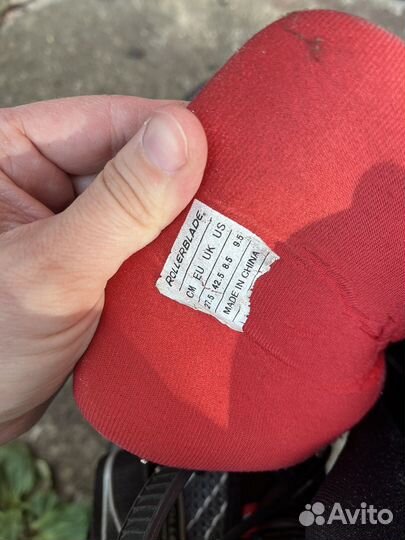 ROLLERBLADE
CM EU UK US
27.5 42.5 8.5 9.5
MADE IN CHINA
Avito